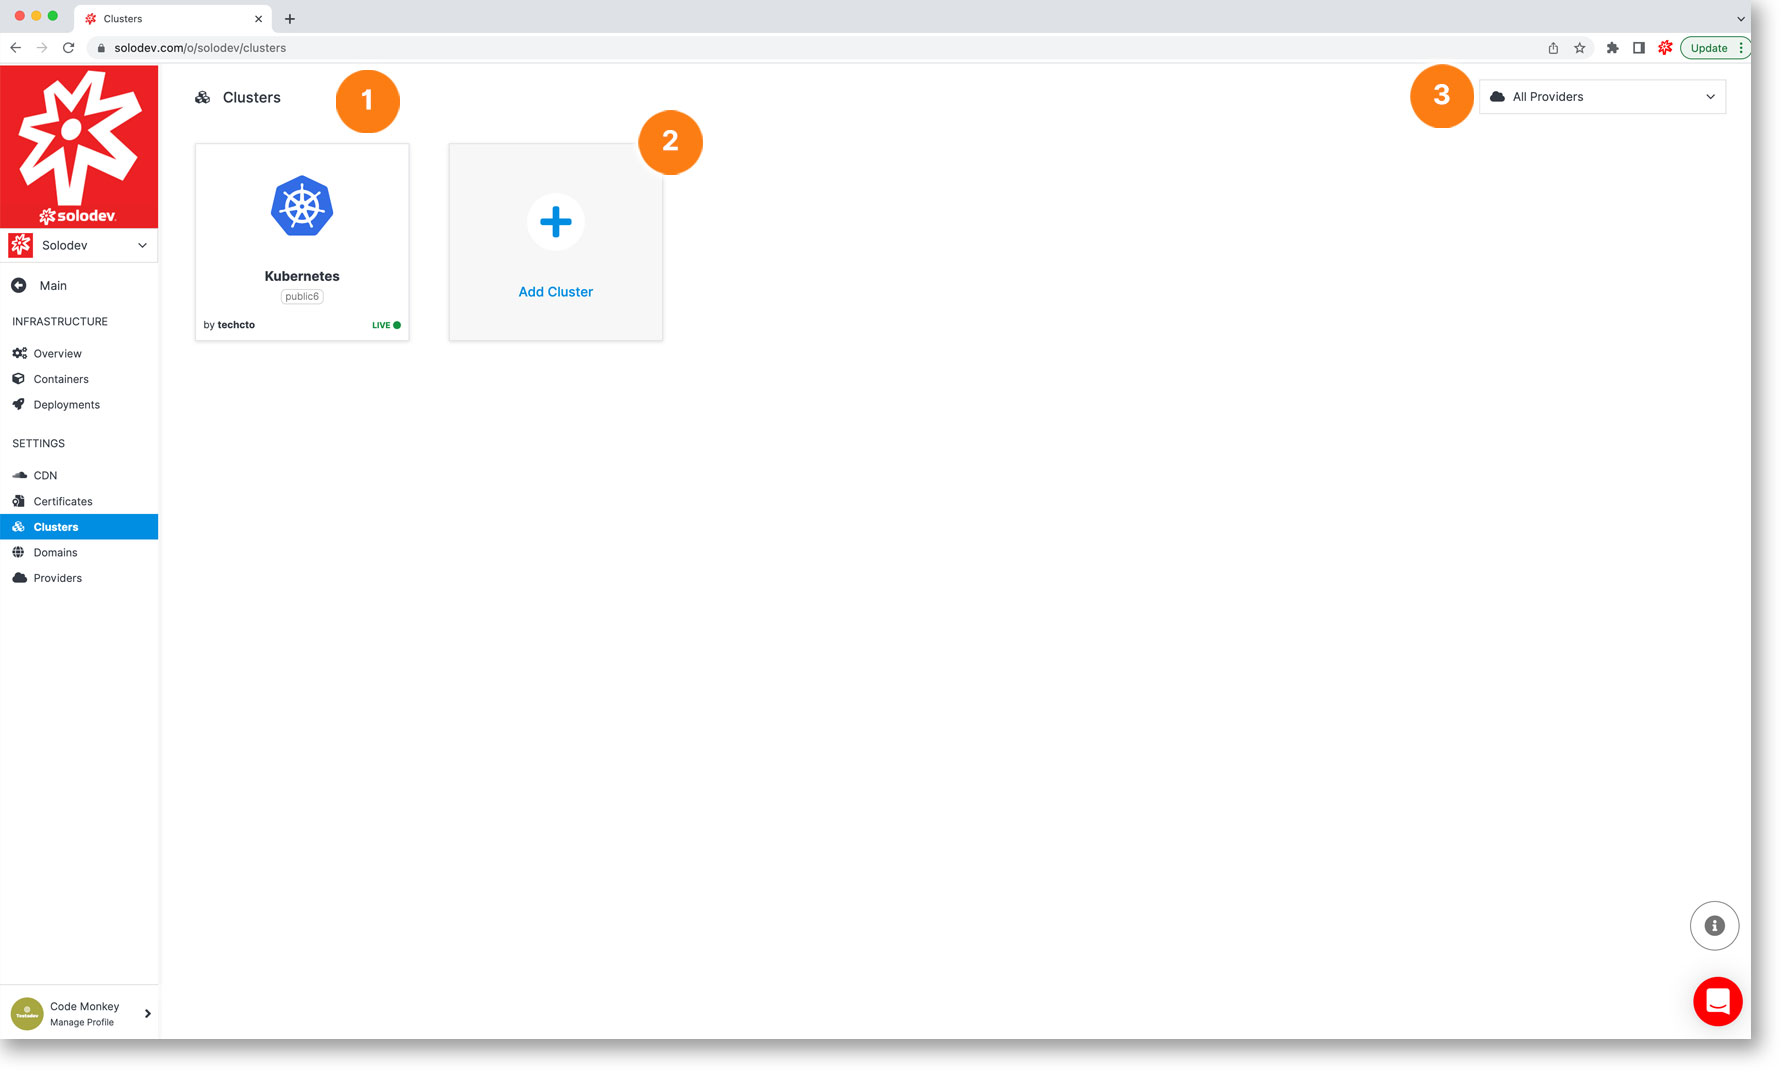 Clusters
solodev.com/o/solodev/clusters
Update
solodev
Solodev
Main
INFRASTRUCTURE
Overview
Containers
Deployments
SETTINGS
CDN
Certificates
Clusters
Domains
Providers
Code Monkey
Manage Profile
Clusters
1
2
3
All Providers
Kubernetes
public6
by techcto
LIVE
Add Cluster